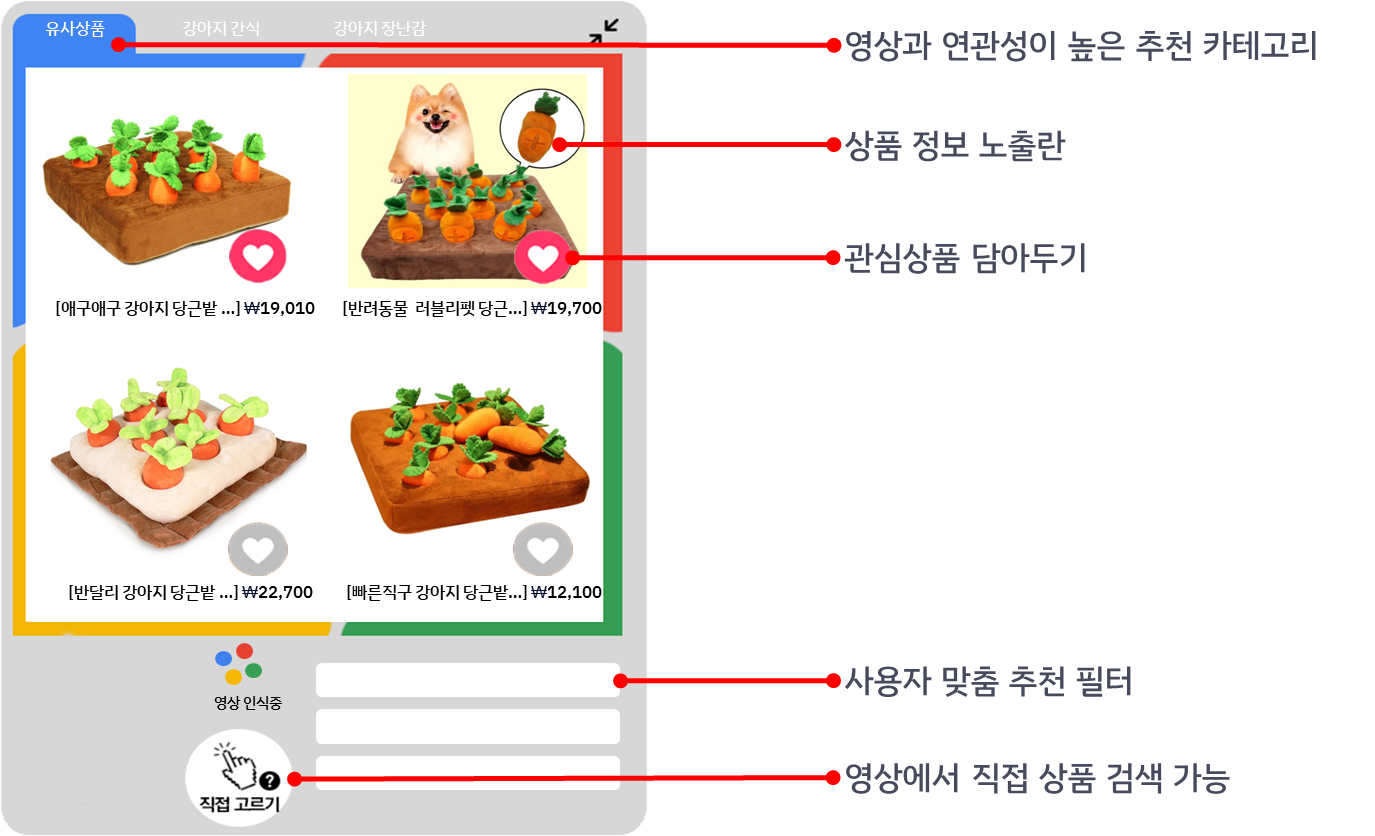 유사상품 강아지 간식 강아지 장난감
영상과 연관성이 높은 추천 카테고리
상품 정보 노출란
관심상품 담아두기
[애구애구 강아지 당근밭 ...] ₩19,010
[반려동물 러블리펫 당근...] ₩19,700
[반달리 강아지 당근밭 ...] ₩22,700
[빠른직구 강아지 당근밭...] ₩12,100
영상 인식중
사용자 맞춤 추천 필터
?
직접 고르기
영상에서 직접 상품 검색 가능